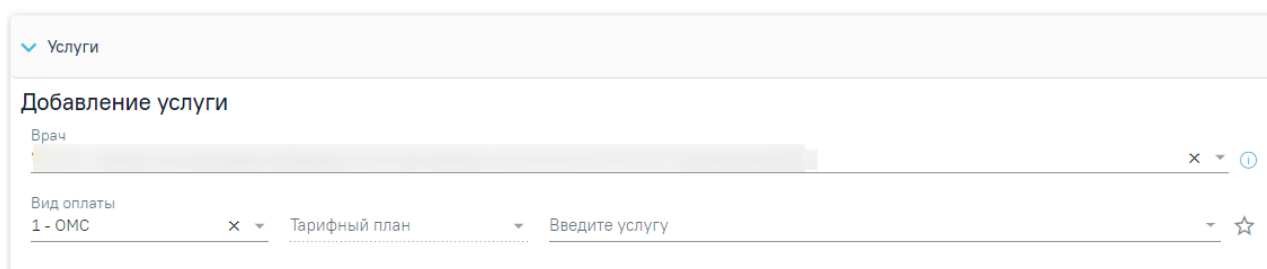 Услуги
Добавление услуги
Врач
Вид оплаты
1 - ОМС Тарифный план Введите услугу